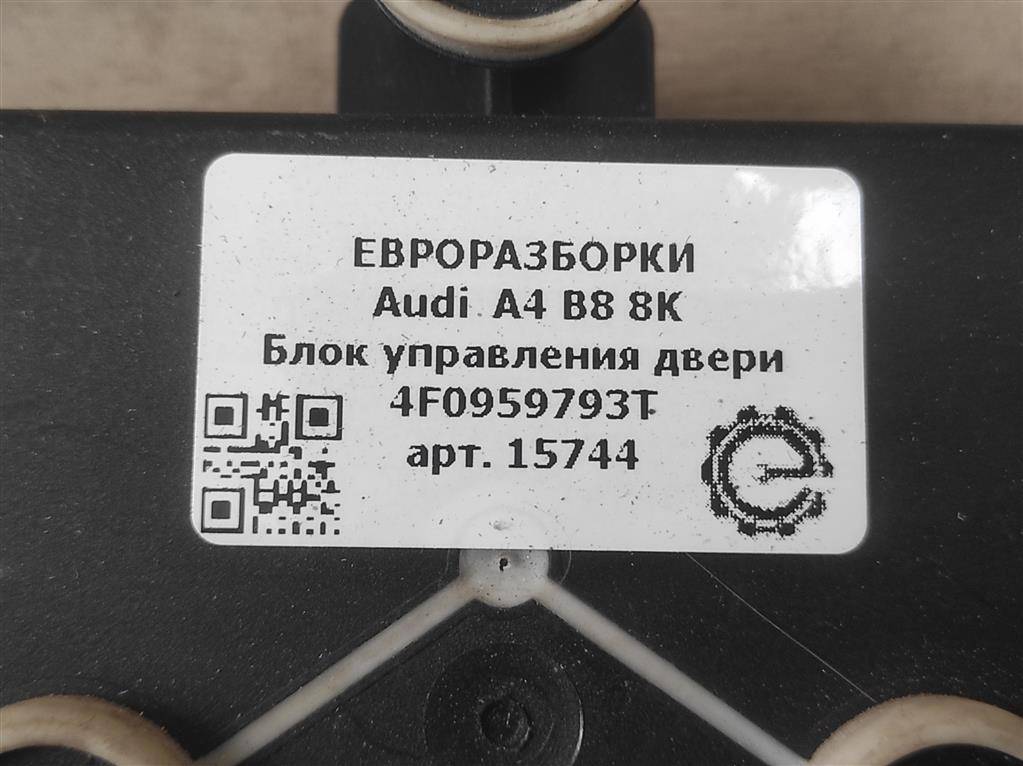 ЕВРОРАЗБОРКИ
Audi A4 B8 8K
Блок управления двери
4F0959793T
арт. 15744